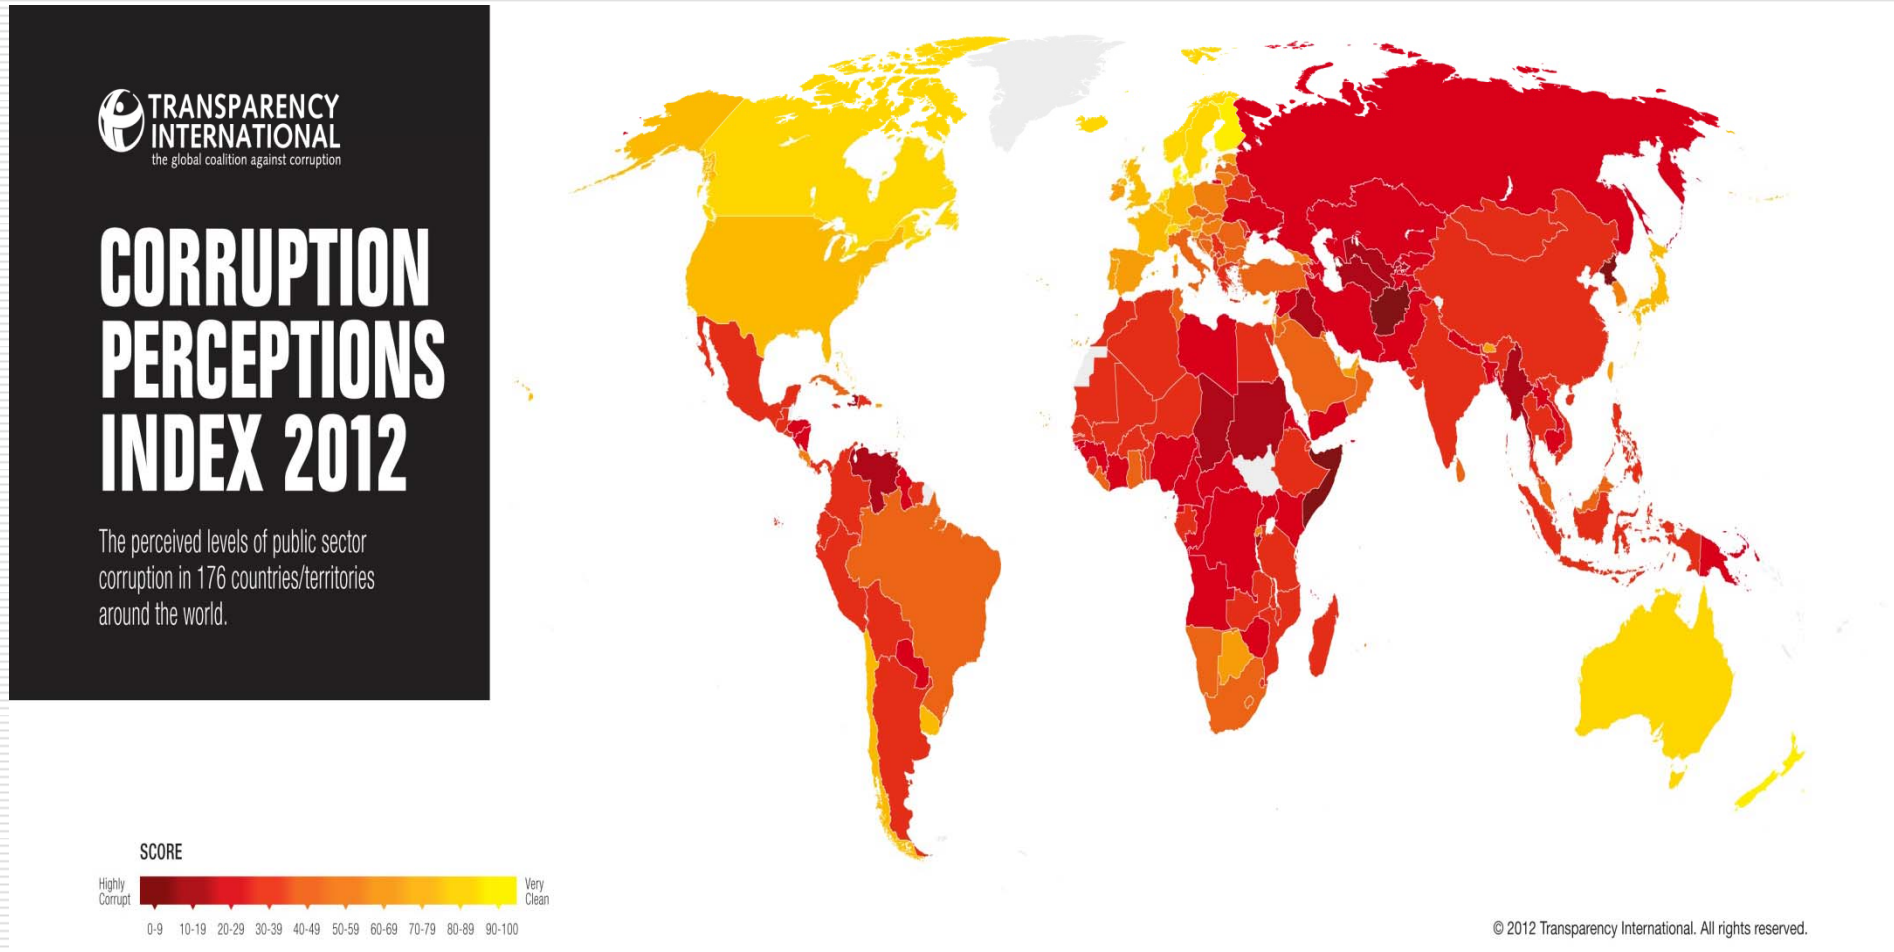 TRANSPARENCY
INTERNATIONAL
the global coalition against corruption
CORRUPTION
PERCEPTIONS
INDEX 2012
The perceived levels of public sector
corruption in 176 countries/territories
around the world.
SCORE
Highly
Corrupt
Very
Clean
0-9 10-19 20-29 30-39 40-49 50-59 60-69 70-79 80-89 90-100
© 2012 Transparency International. All rights reserved.